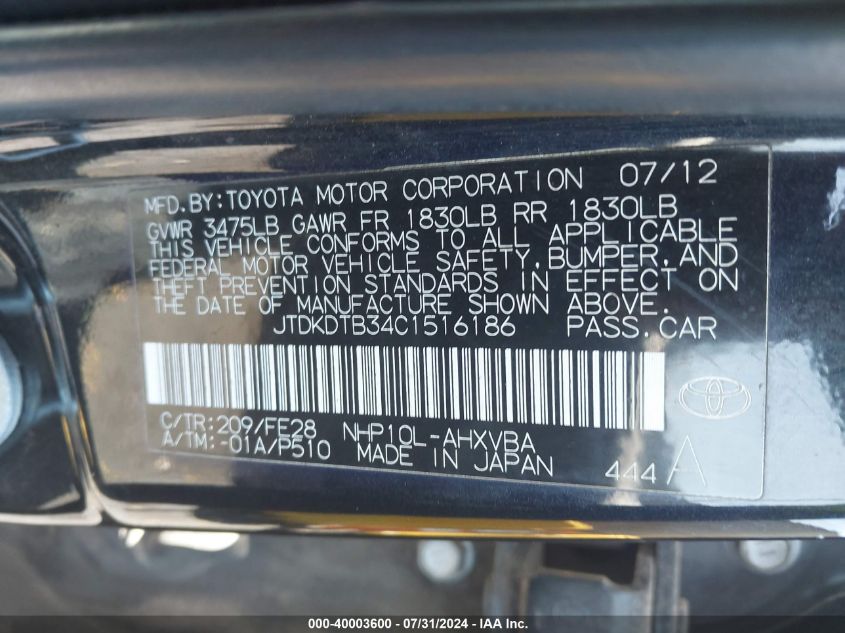 MFD.BY:TOYOTA MOTOR CORPORATION 07/12
GVWR 3475LB GAWR FR 1830LB RR 1830LB
THIS VEHICLE CONFORMS TO ALL APPLICABLE
FEDERAL MOTOR VEHICLE SAFETY,BUMPER,AND
THEFT PREVENTION STANDARDS IN EFFECT ON
THE DATE OF MANUFACTURE SHOWN ABOVE.
JTDKDTB34C1516186 PASS.CAR
C/TR:209/FE28 NHP10L-AHXVBA
A/TM:-01A/P510 MADE IN JAPAN 444 A
000-40003600 / 07/31/2024 - IAA Inc.